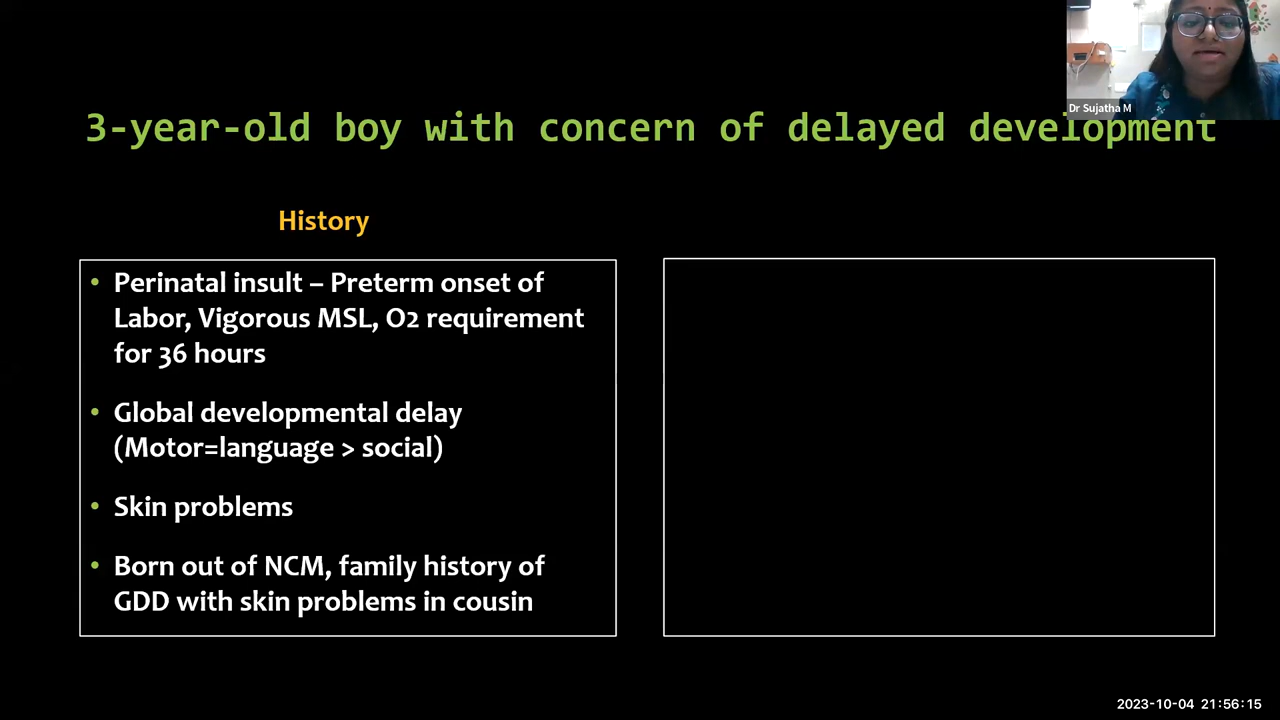 Dr Sujatha M
3-year-old boy with concern of delayed development
History
• Perinatal insult – Preterm onset of
Labor, Vigorous MSL, O2 requirement
for 36 hours
• Global developmental delay
(Motor=language > social)
• Skin problems
• Born out of NCM, family history of
GDD with skin problems in cousin
2023-10-04 21:56:15